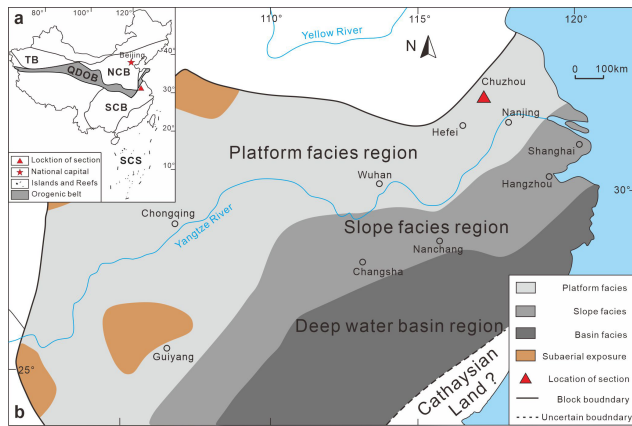 a
80°
100°
120°
Beijing
40°
TB
NCB
QDOB
30°
SCB
20°
SCS
10°
Locktion of section
National capital
Islands and Reefs
Orogenic belt
110°
115°
120°
Yellow River
N
0 100km
Chuzhou
Nanjing
Hefei
Shanghai
Platform facies region
Wuhan
Hangzhou
30°
Chongqing
Yangtze River
Slope facies region
Nanchang
Changsha
Deep water basin region
Guiyang
25°
Cathaysian
Land ?
Platform facies
Slope facies
Basin facies
Subaerial exposure
Location of section
Block boundnary
Uncertain boundnary
b